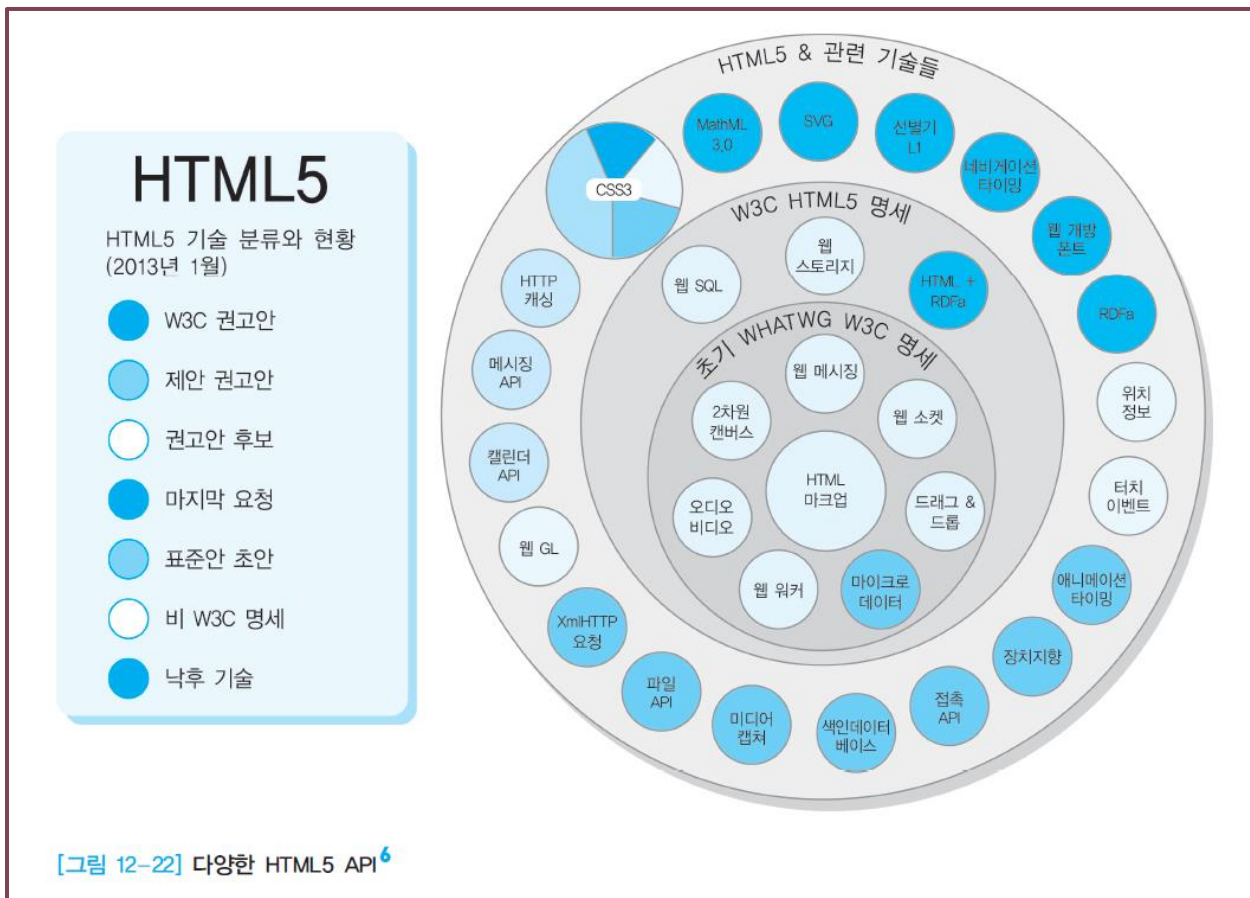 HTML5
HTML5 기술 분류와 현황
(2013년 1월)
W3C 권고안
제안 권고안
권고안 후보
마지막 요청
표준안 초안
비 W3C 명세
낙후 기술
HTML5 & 관련 기술들
CSS3
MathML
3.0
SVG
선별기
L1
네비게이션
타이밍
웹 개방
폰트
RDFa
위치
정보
터치
이벤트
애니메이션
타이밍
장치지향
접촉
API
색인데이터
베이스
미디어
캡쳐
파일
API
XmlHTTP
요청
웹 GL
캘린더
API
메시징
API
HTTP
캐싱
W3C HTML5 명세
웹 SQL
웹
스토리지
HTML +
RDFa
초기 WHATWG W3C 명세
웹 메시징
2차원
캔버스
웹 소켓
HTML
마크업
오디오
비디오
드래그 &
드롭
웹 워커
마이크로
데이터
[그림 12-22] 다양한 HTML5 API 6